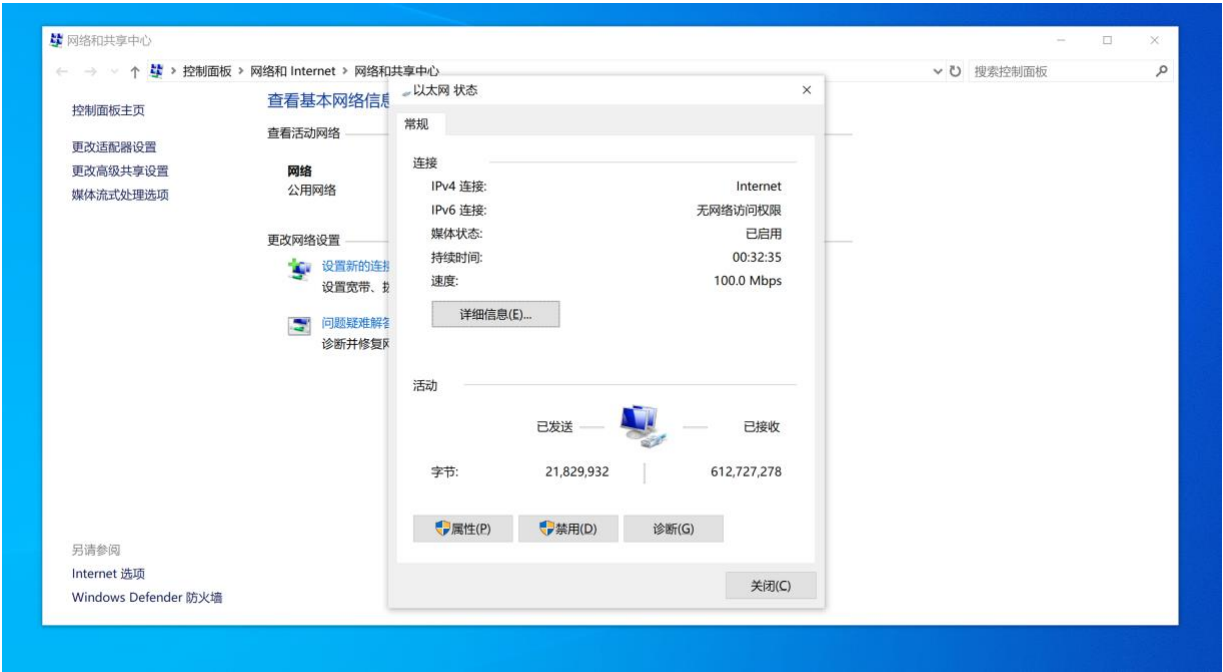 网络和共享中心
控制面板 > 网络和 Internet > 网络和共享中心
搜索控制面板
控制面板主页
更改适配器设置
更改高级共享设置
媒体流式处理选项
查看基本网络信息
查看活动网络
网络
公用网络
更改网络设置
设置新的连接
设置宽带、拨
问题疑难解答
诊断并修复网
另请参阅
Internet 选项
Windows Defender 防火墙
以太网 状态
常规
连接
IPv4 连接: Internet
IPv6 连接: 无网络访问权限
媒体状态: 已启用
持续时间: 00:32:35
速度: 100.0 Mbps
详细信息(E)...
活动
已发送 已接收
字节: 21,829,932 612,727,278
属性(P) 禁用(D) 诊断(G)
关闭(C)